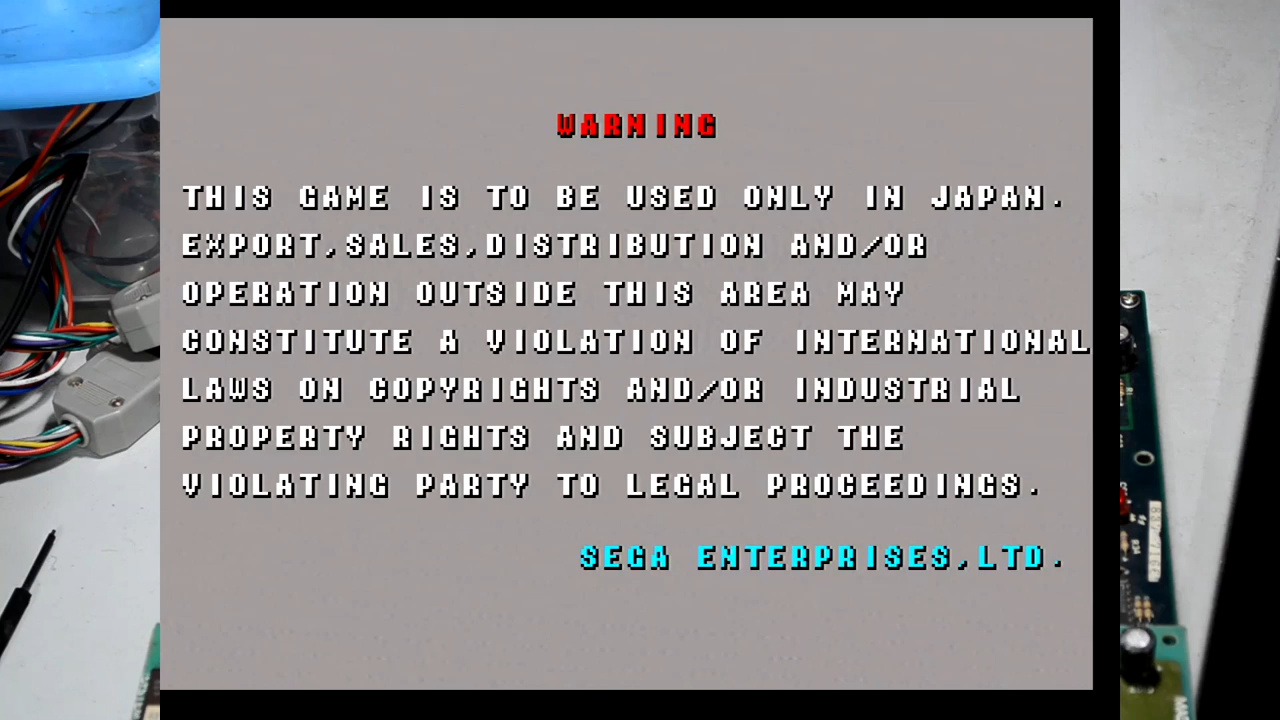 WARNING
THIS GAME IS TO BE USED ONLY IN JAPAN.
EXPORT,SALES,DISTRIBUTION AND/OR
OPERATION OUTSIDE THIS AREA MAY
CONSTITUTE A VIOLATION OF INTERNATIONAL
LAWS ON COPYRIGHTS AND/OR INDUSTRIAL
PROPERTY RIGHTS AND SUBJECT THE
VIOLATING PARTY TO LEGAL PROCEEDINGS.
SEGA ENTERPRISES,LTD.